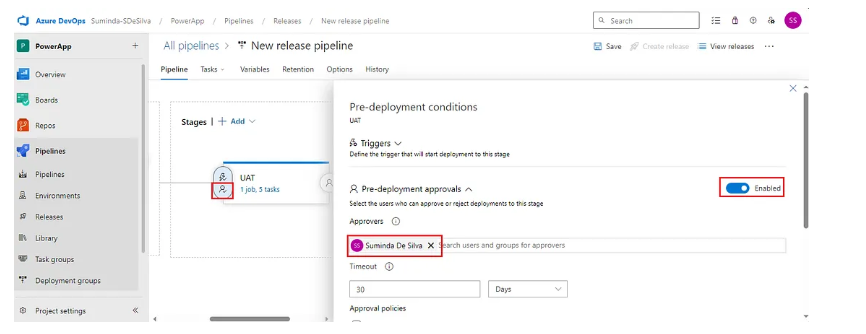 Azure DevOps Suminda-SDeSilva / PowerApp / Pipelines / Releases / New release pipeline
Search
SS
P PowerApp +
All pipelines > New release pipeline
Save Create release View releases ...
Pipeline Tasks Variables Retention Options History
Overview
Boards
Repos
Pipelines
Pipelines
Environments
Releases
Library
Task groups
Deployment groups
Project settings
Stages | + Add
UAT
1 job, 5 tasks
Pre-deployment conditions
UAT
Triggers
Define the trigger that will start deployment to this stage
Pre-deployment approvals
Enabled
Select the users who can approve or reject deployments to this stage
Approvers
SS Suminda De Silva Search users and groups for approvers
Timeout
30 Days
Approval policies